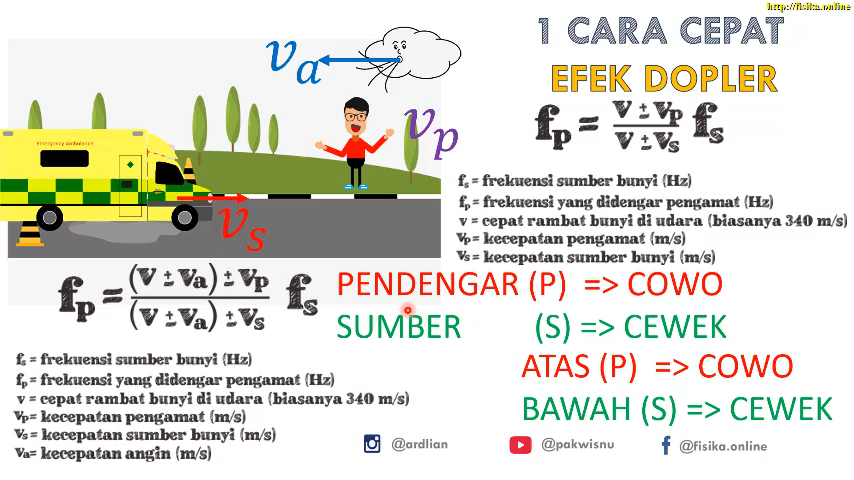 http://fisika.online
1 CARA CEPAT
EFEK DOPLER
va
vp
vs
Emergency Ambulance
fp = v ± vp / v ± vs fs
fs = frekuensi sumber bunyi (Hz)
fp = frekuensi yang didengar pengamat (Hz)
v = cepat rambat bunyi di udara (biasanya 340 m/s)
vp = kecepatan pengamat (m/s)
vs = kecepatan sumber bunyi (m/s)
fp = (v ± va) ± vp / (v ± va) ± vs fs
PENDENGAR (P) => COWO
SUMBER (S) => CEWEK
ATAS (P) => COWO
BAWAH (S) => CEWEK
fs = frekuensi sumber bunyi (Hz)
fp = frekuensi yang didengar pengamat (Hz)
v = cepat rambat bunyi di udara (biasanya 340 m/s)
vp = kecepatan pengamat (m/s)
vs = kecepatan sumber bunyi (m/s)
va = kecepatan angin (m/s)
@ardlian
@pakwisnu
@fisika.online